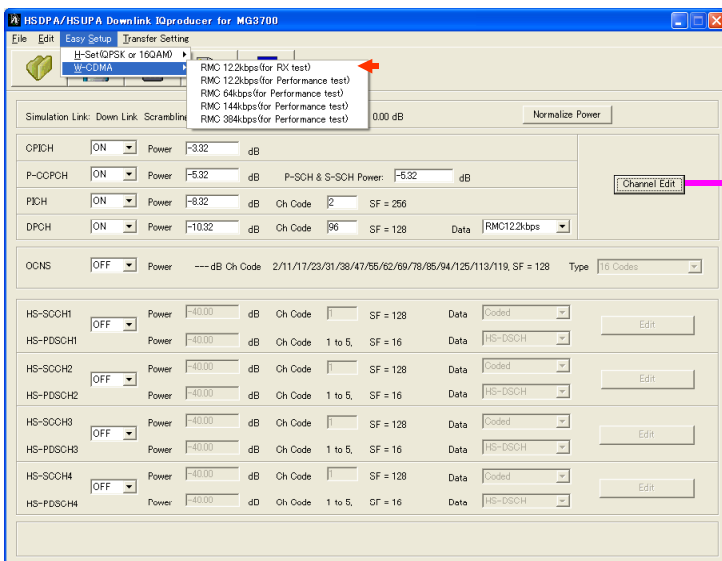 HSDPA/HSUPA Downlink IQproducer for MG3700
File Edit Easy Setup Transfer Setting
H-Set(QPSK or 16QAM)
W-CDMA
RMC 12.2kbps(for RX test)
RMC 12.2kbps(for Performance test)
RMC 64kbps(for Performance test)
RMC 144kbps(for Performance test)
RMC 384kbps(for Performance test)
Simulation Link: Down Link Scrambling 0.00 dB Normalize Power
CPICH ON Power -3.32 dB
P-CCPCH ON Power -5.32 dB P-SCH & S-SCH Power: -5.32 dB
Channel Edit
PICH ON Power -8.32 dB Ch Code 2 SF = 256
DPCH ON Power -10.32 dB Ch Code 96 SF = 128 Data RMC12.2kbps
OCNS OFF Power --- dB Ch Code 2/11/17/23/31/38/47/55/62/69/78/85/94/125/113/119, SF = 128 Type 16 Codes
HS-SCCH1 OFF Power -40.00 dB Ch Code 1 SF = 128 Data Coded Edit
HS-PDSCH1 Power -40.00 dB Ch Code 1 to 5, SF = 16 Data HS-DSCH
HS-SCCH2 OFF Power -40.00 dB Ch Code 1 SF = 128 Data Coded Edit
HS-PDSCH2 Power -40.00 dB Ch Code 1 to 5, SF = 16 Data HS-DSCH
HS-SCCH3 OFF Power -40.00 dB Ch Code 1 SF = 128 Data Coded Edit
HS-PDSCH3 Power -40.00 dB Ch Code 1 to 5, SF = 16 Data HS-DSCH
HS-SCCH4 OFF Power -40.00 dB Ch Code 1 SF = 128 Data Coded Edit
HS-PDSCH4 Power -40.00 dB Ch Code 1 to 5, SF = 16 Data HS-DSCH